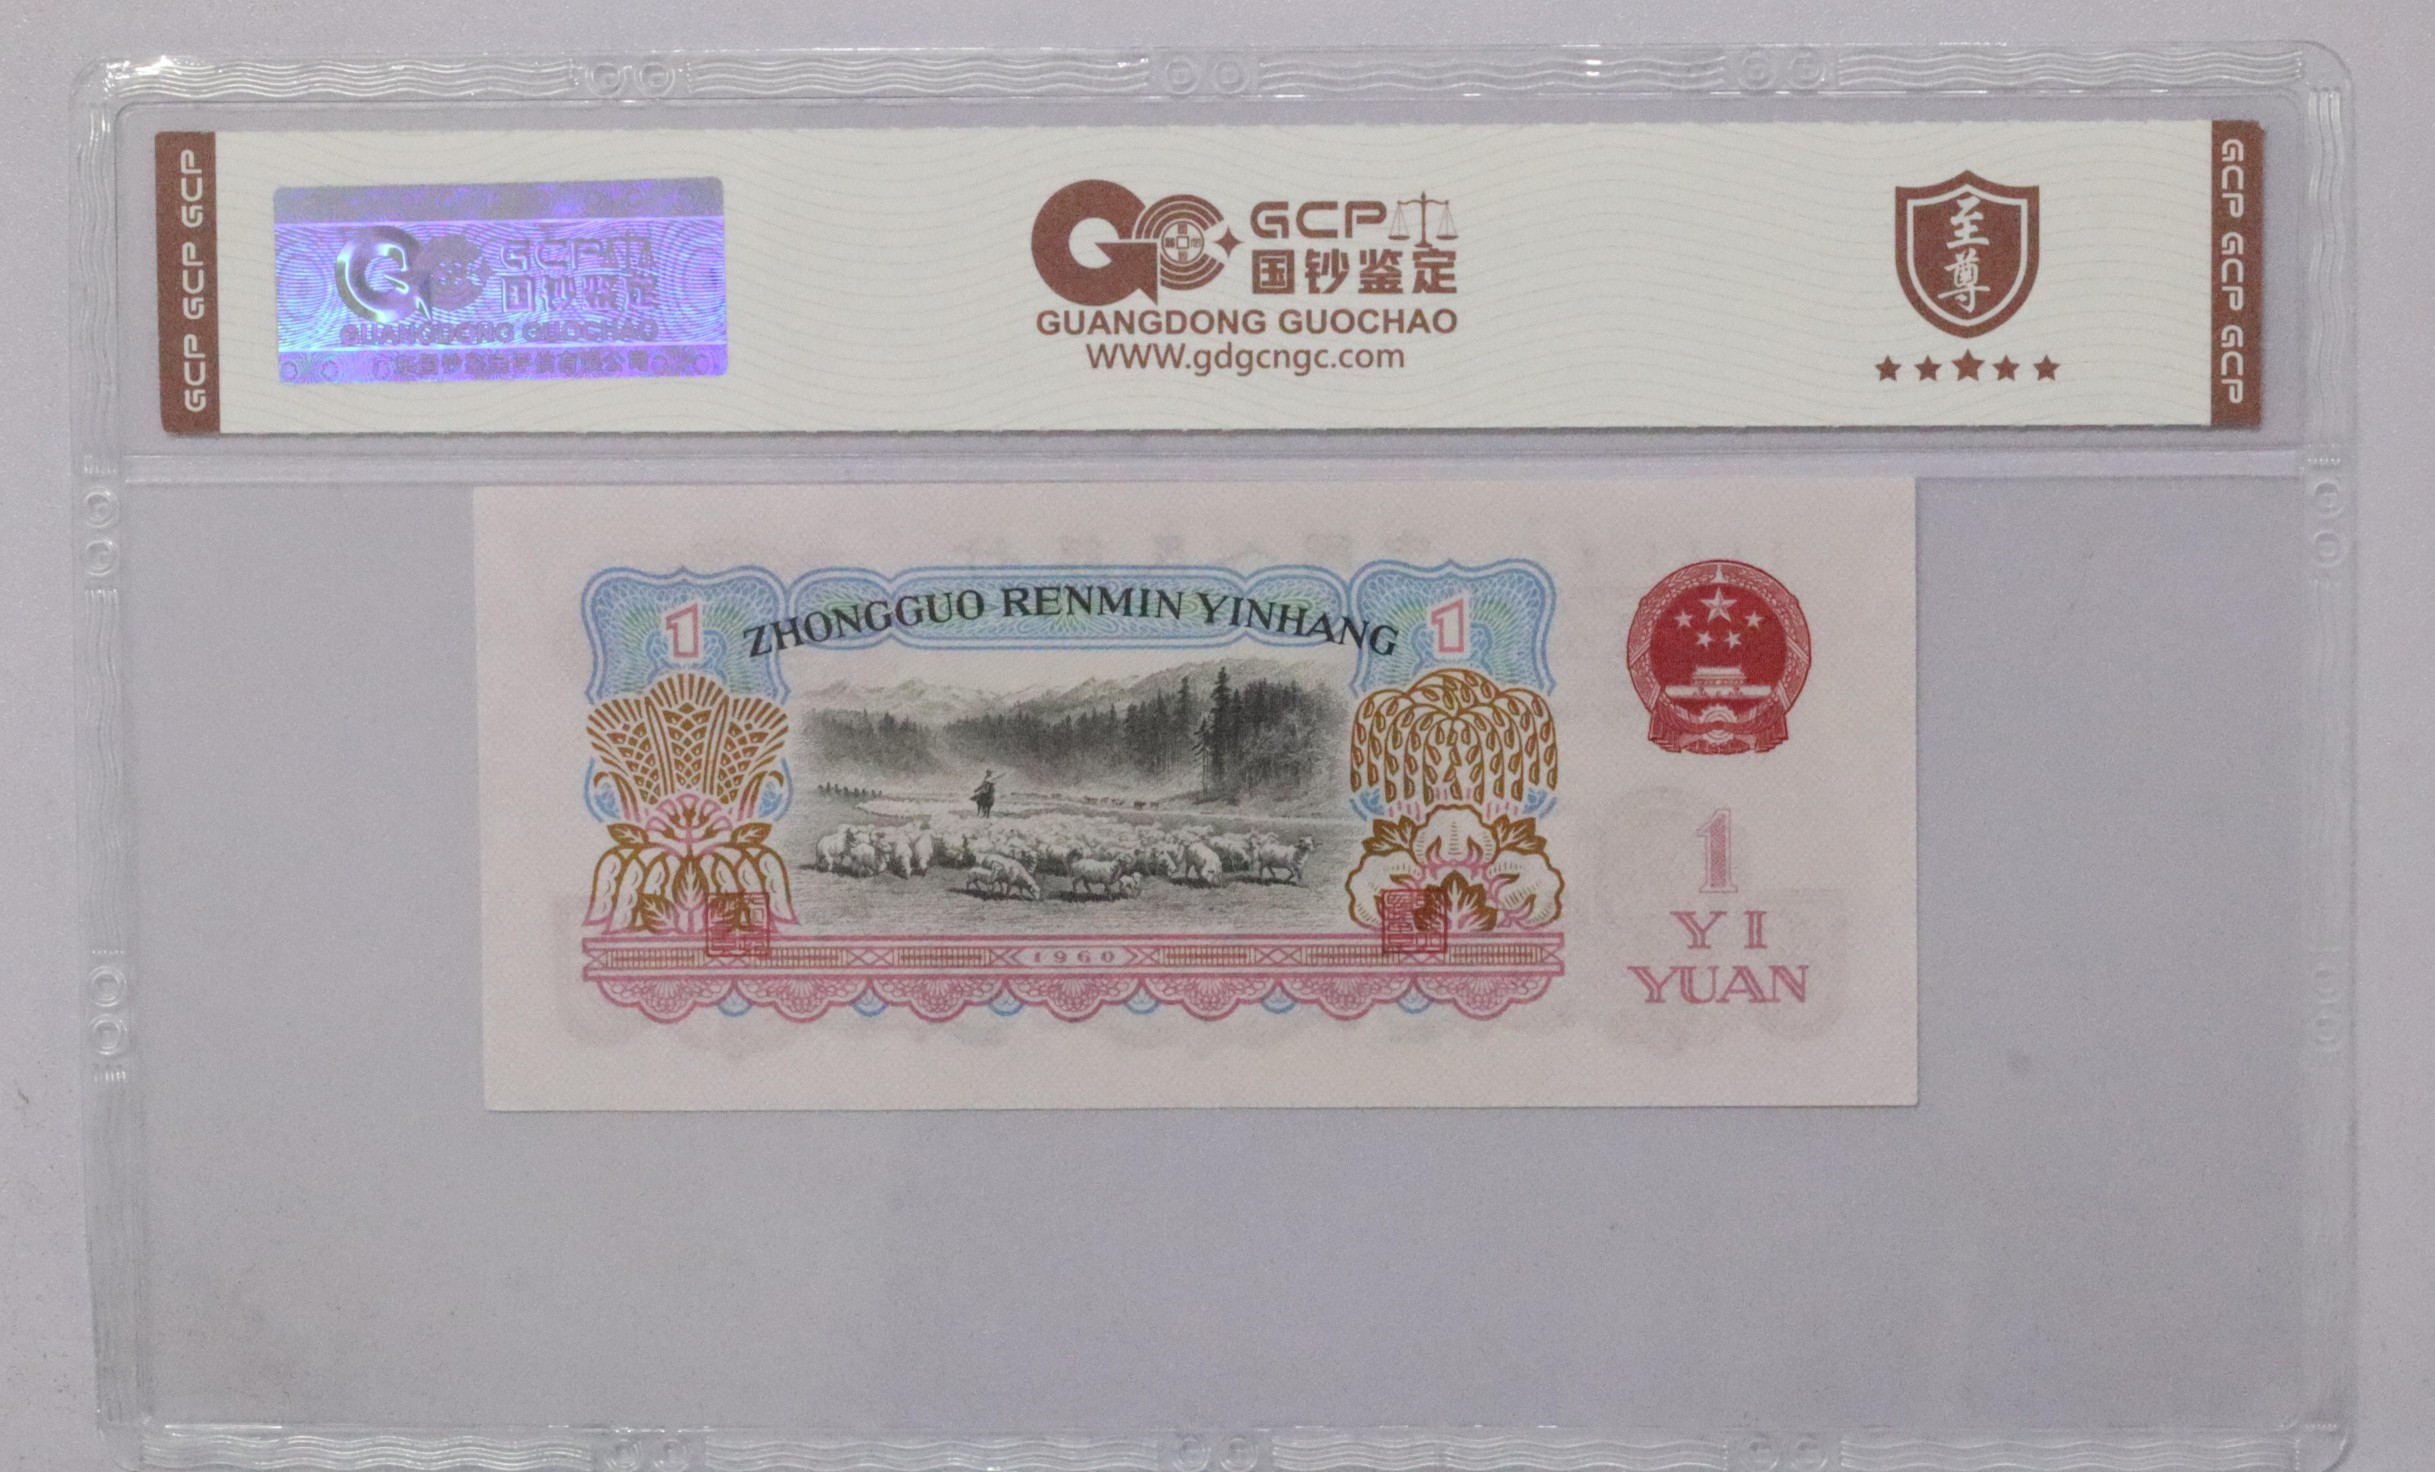 GCP GCP GCP
GCP
国钞鉴定
GUANGDONG GUOCHAO
GCP
国钞鉴定
GUANGDONG GUOCHAO
WWW.gdgcngc.com
至尊
GCP GCP GCP
ZHONGGUO RENMIN YINHANG
1
1
1960
1
YI
YUAN